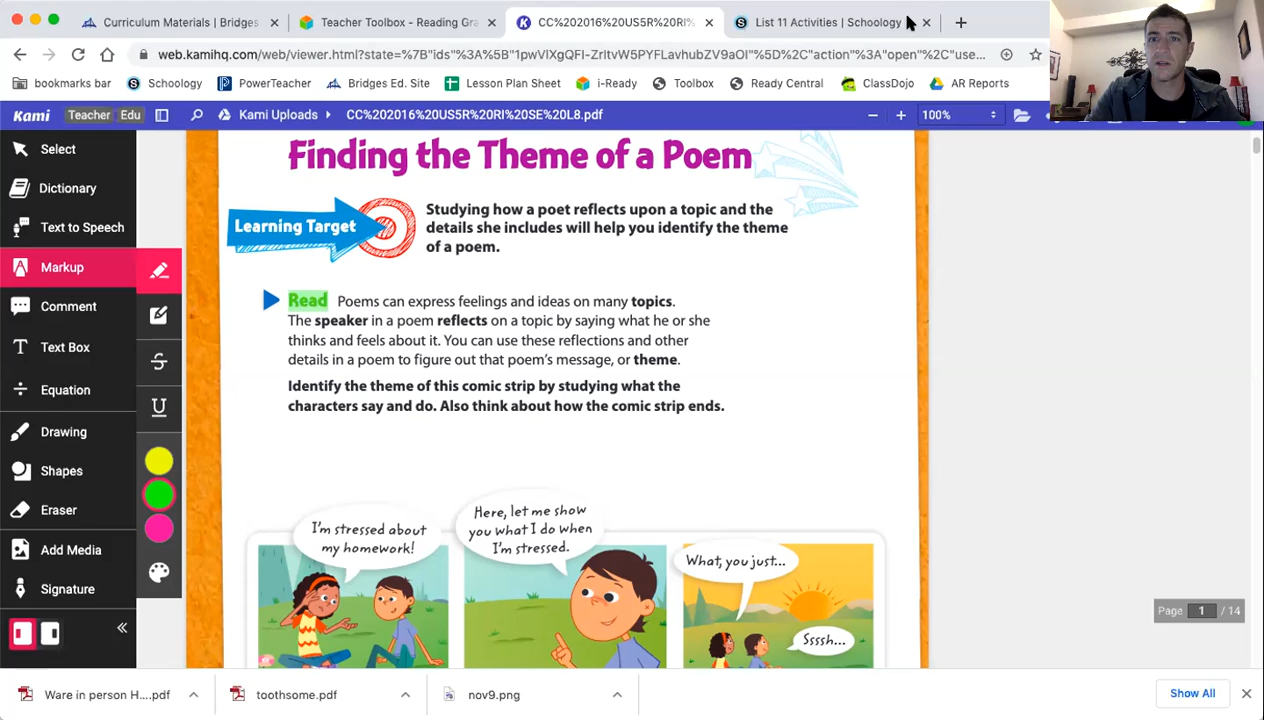 Curriculum Materials | Bridges
Teacher Toolbox - Reading Gra
CC%202016%20US5R%20RI%
List 11 Activities | Schoology
web.kamihq.com/web/viewer.html?state=%7B"ids"%3A%5B"1pwVIXgQFI-ZrltvW5PYFLavhubZV9aOI"%5D%2C"action"%3A"open"%2C"use...
bookmarks bar
Schoology
PowerTeacher
Bridges Ed. Site
Lesson Plan Sheet
i-Ready
Toolbox
Ready Central
ClassDojo
AR Reports
Kami Teacher Edu
Kami Uploads
CC%202016%20US5R%20RI%20SE%20L8.pdf
100%
Select
Dictionary
Text to Speech
Markup
Comment
Text Box
Equation
Drawing
Shapes
Eraser
Add Media
Signature
Finding the Theme of a Poem
Learning Target
Studying how a poet reflects upon a topic and the
details she includes will help you identify the theme
of a poem.
Read Poems can express feelings and ideas on many topics.
The speaker in a poem reflects on a topic by saying what he or she
thinks and feels about it. You can use these reflections and other
details in a poem to figure out that poem's message, or theme.
Identify the theme of this comic strip by studying what the
characters say and do. Also think about how the comic strip ends.
I'm stressed about
my homework!
Here, let me show
you what I do when
I'm stressed.
What, you just...
Ssssh...
Page 1 / 14
Ware in person H....pdf
toothsome.pdf
nov9.png
Show All